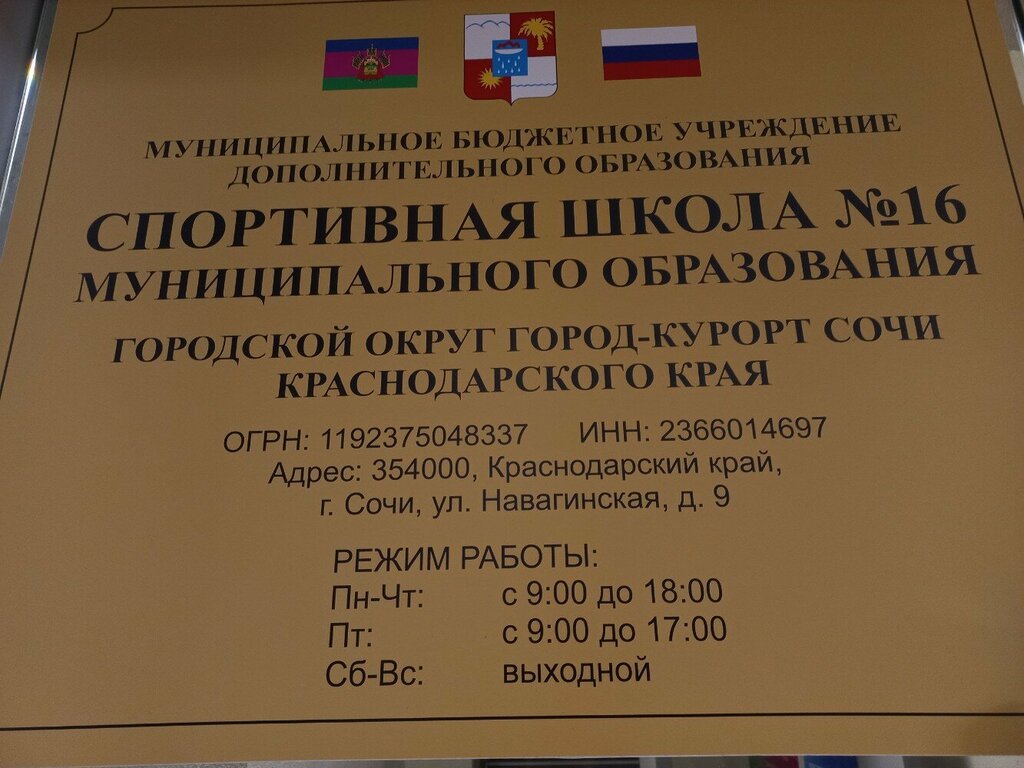 МУНИЦИПАЛЬНОЕ БЮДЖЕТНОЕ УЧРЕЖДЕНИЕ
ДОПОЛНИТЕЛЬНОГО ОБРАЗОВАНИЯ
СПОРТИВНАЯ ШКОЛА №16
МУНИЦИПАЛЬНОГО ОБРАЗОВАНИЯ
ГОРОДСКОЙ ОКРУГ ГОРОД-КУРОРТ СОЧИ
КРАСНОДАРСКОГО КРАЯ
ОГРН: 1192375048337 ИНН: 2366014697
Адрес: 354000, Краснодарский край,
г. Сочи, ул. Навагинская, д. 9
РЕЖИМ РАБОТЫ:
Пн-Чт: с 9:00 до 18:00
Пт: с 9:00 до 17:00
Сб-Вс: выходной